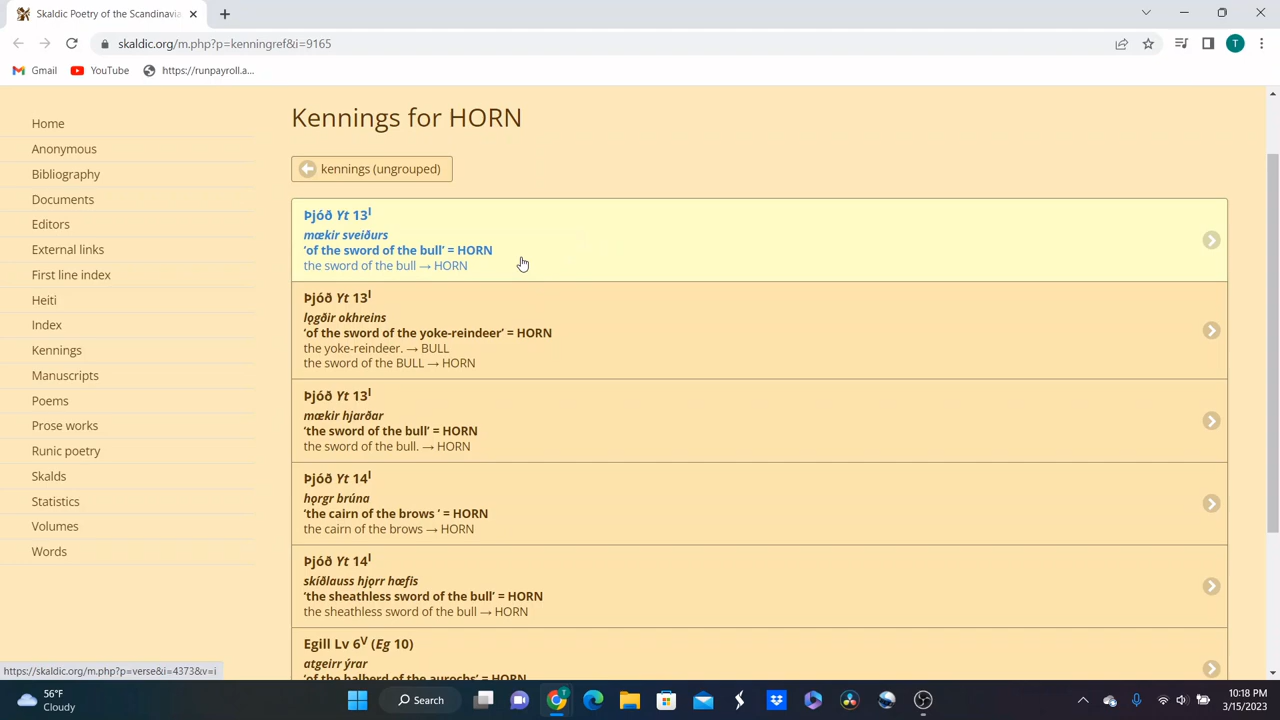 Skaldic Poetry of the Scandinavia
skaldic.org/m.php?p=kenningref&i=9165
T
Gmail
YouTube
https://runpayroll.a...
Home
Anonymous
Bibliography
Documents
Editors
External links
First line index
Heiti
Index
Kennings
Manuscripts
Poems
Prose works
Runic poetry
Skalds
Statistics
Volumes
Words
Kennings for HORN
kennings (ungrouped)
Þjóð Yt 13I
mækir sveiðurs
‘of the sword of the bull’ = HORN
the sword of the bull → HORN
Þjóð Yt 13I
lǫgðir okhreins
‘of the sword of the yoke-reindeer’ = HORN
the yoke-reindeer. → BULL
the sword of the BULL → HORN
Þjóð Yt 13I
mækir hjarðar
‘the sword of the bull’ = HORN
the sword of the bull. → HORN
Þjóð Yt 14I
hǫrgr brúna
‘the cairn of the brows ’ = HORN
the cairn of the brows → HORN
Þjóð Yt 14I
skíðlauss hjǫrr hœfis
‘the sheathless sword of the bull’ = HORN
the sheathless sword of the bull → HORN
Egill Lv 6V (Eg 10)
atgeirr ýrar
‘of the halberd of the aurochs’ = HORN
https://skaldic.org/m.php?p=verse&i=4373&v=i
56°F
Cloudy
Search
T
10:18 PM
3/15/2023